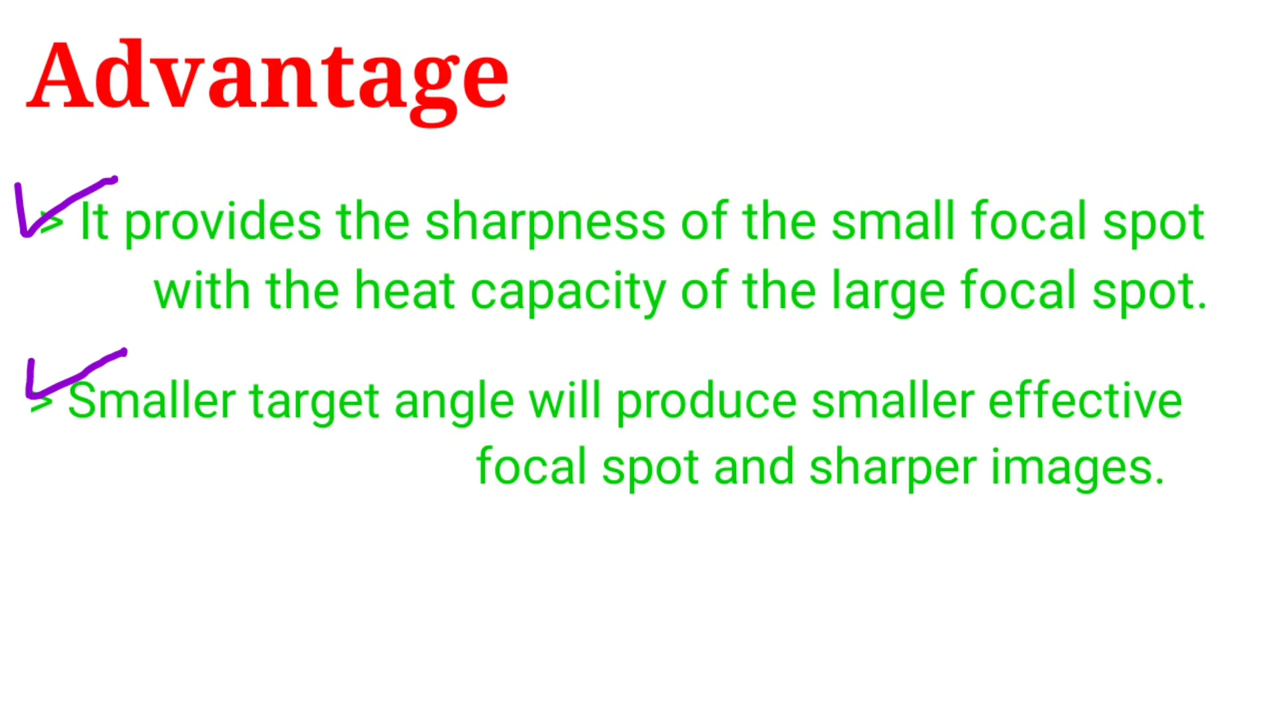 Advantage
> It provides the sharpness of the small focal spot
with the heat capacity of the large focal spot.
> Smaller target angle will produce smaller effective
focal spot and sharper images.